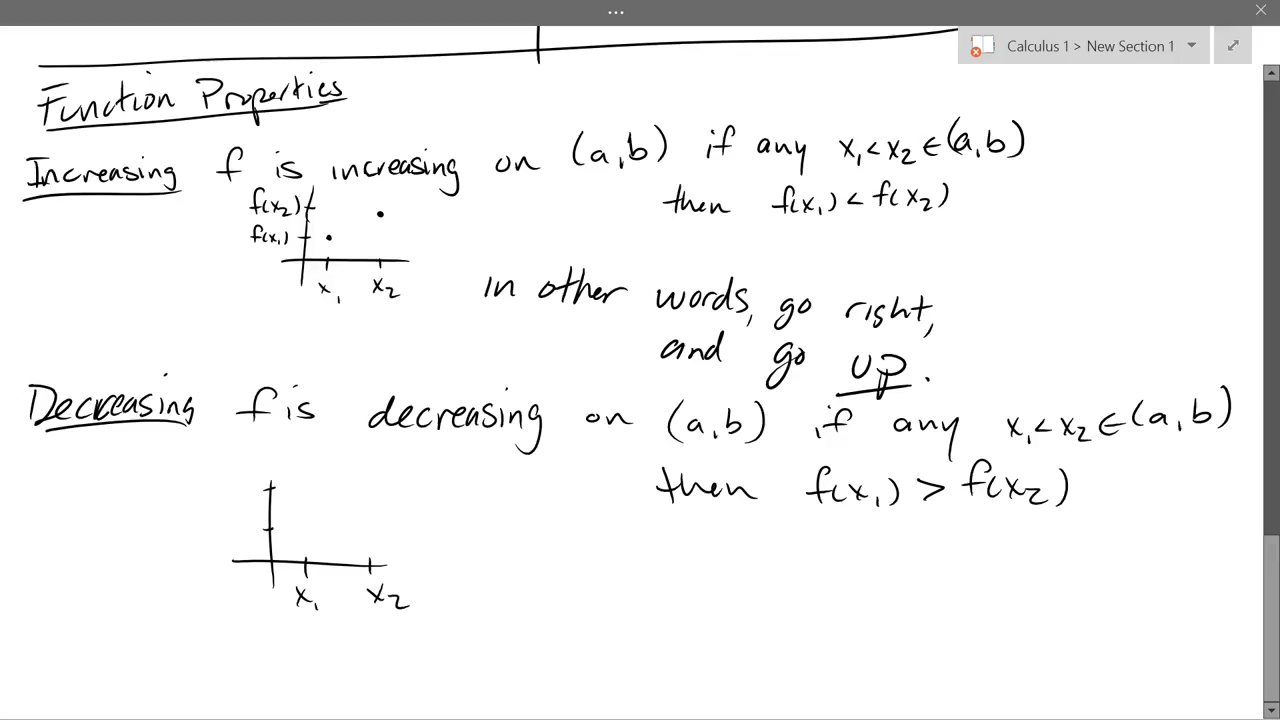 ...
Calculus 1 > New Section 1
Function Properties
Increasing f is increasing on (a,b) if any x₁<x₂∈(a,b)
then f(x₁)<f(x₂)
f(x₂)
f(x₁)
x₁ x₂
in other words, go right,
and go up.
Decreasing f is decreasing on (a,b) if any x₁<x₂∈(a,b)
then f(x₁)>f(x₂)
x₁ x₂